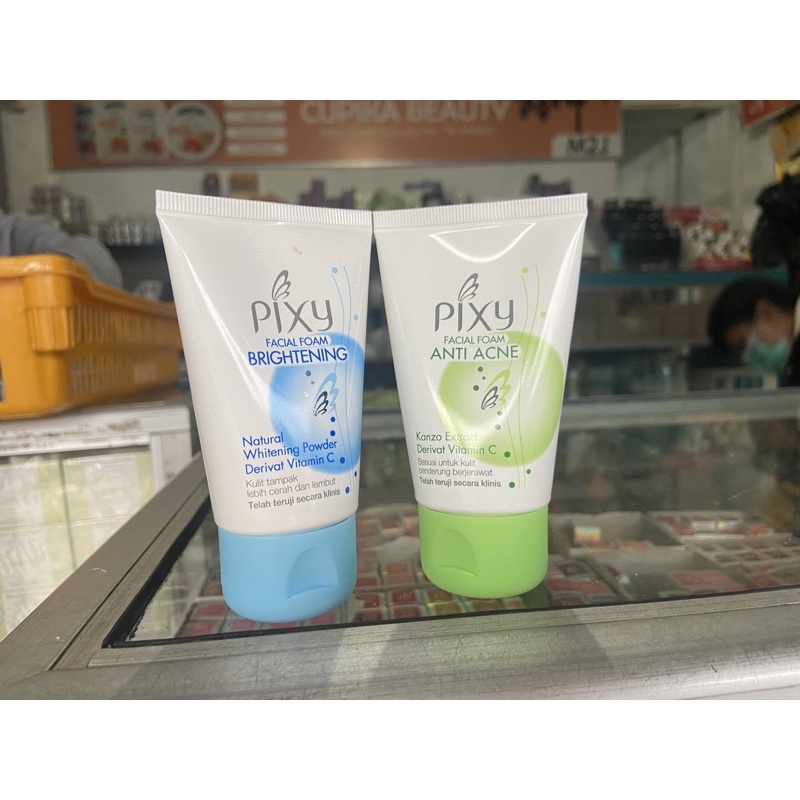 CUPIKA BEAUTY
M2J
PIXY
FACIAL FOAM
BRIGHTENING
Natural
Whitening Powder
Derivat Vitamin C
Kulit tampak
lebih cerah dan lembut
Telah teruji secara klinis
PIXY
FACIAL FOAM
ANTI ACNE
Kanzo Extract
Derivat Vitamin C
Sesuai untuk kulit
cenderung berjerawat
Telah teruji secara klinis